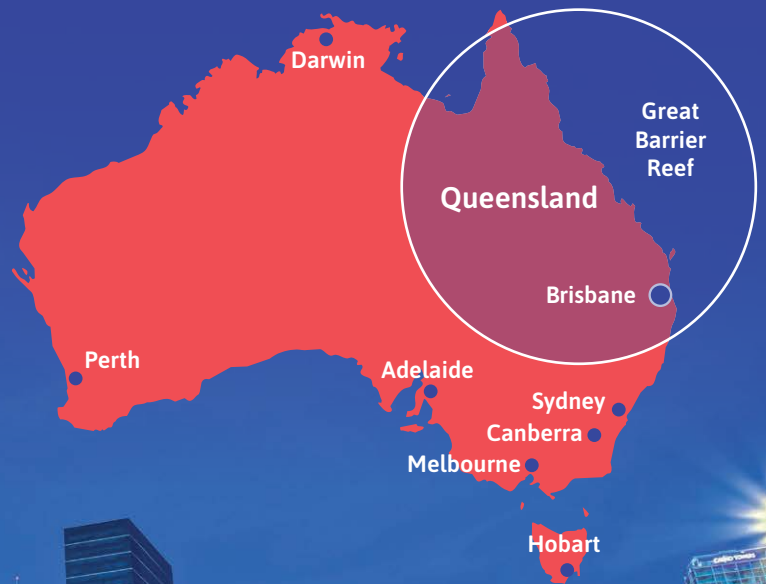 Darwin
Great
Barrier
Reef
Queensland
Brisbane
Perth
Adelaide
Sydney
Canberra
Melbourne
Hobart